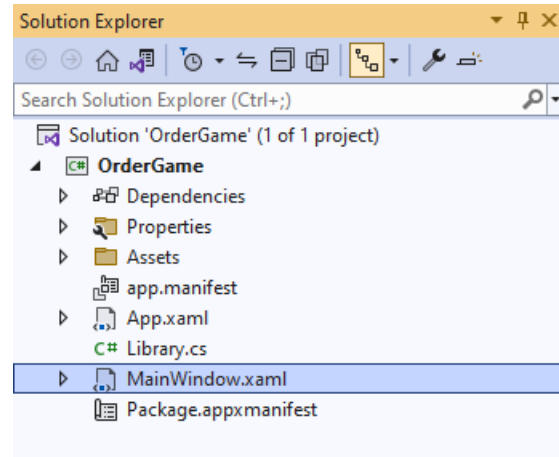 Solution Explorer
Search Solution Explorer (Ctrl+;)
Solution 'OrderGame' (1 of 1 project)
C# OrderGame
Dependencies
Properties
Assets
app.manifest
App.xaml
C# Library.cs
MainWindow.xaml
Package.appxmanifest